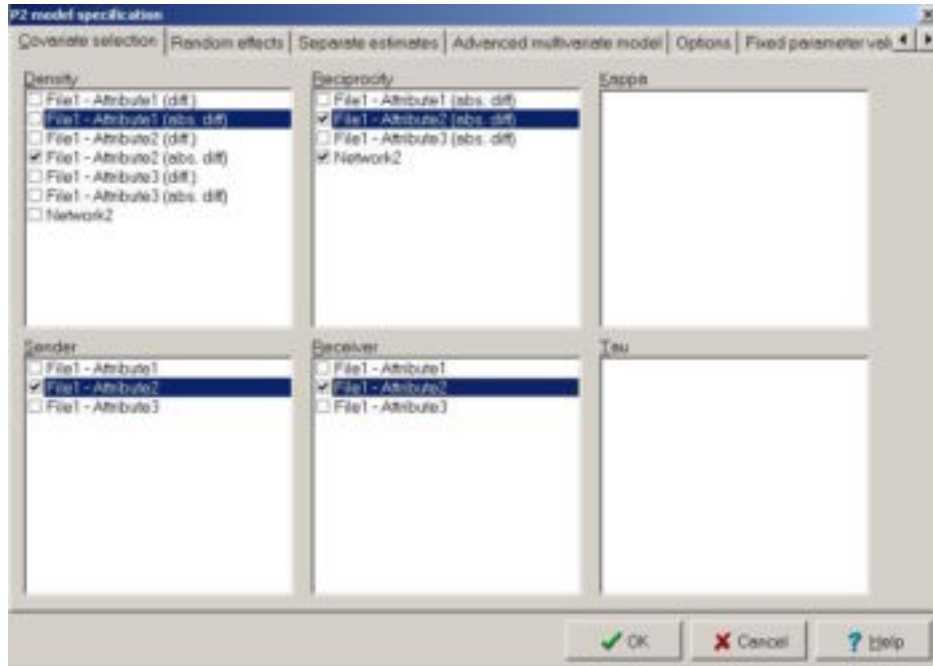 P2 model specification
Covariate selection Random effects Separate estimates Advanced multivariate model Options Fixed parameter val
Density
File1 - Attribute1 (diff.)
File1 - Attribute1 (abs. diff)
File1 - Attribute2 (diff.)
File1 - Attribute2 (abs. diff)
File1 - Attribute3 (diff.)
File1 - Attribute3 (abs. diff)
Network2
Reciprocity
File1 - Attribute1 (abs. diff)
File1 - Attribute2 (abs. diff)
File1 - Attribute3 (abs. diff)
Network2
Kappa
Sender
File1 - Attribute1
File1 - Attribute2
File1 - Attribute3
Receiver
File1 - Attribute1
File1 - Attribute2
File1 - Attribute3
Tau
OK
Cancel
Help